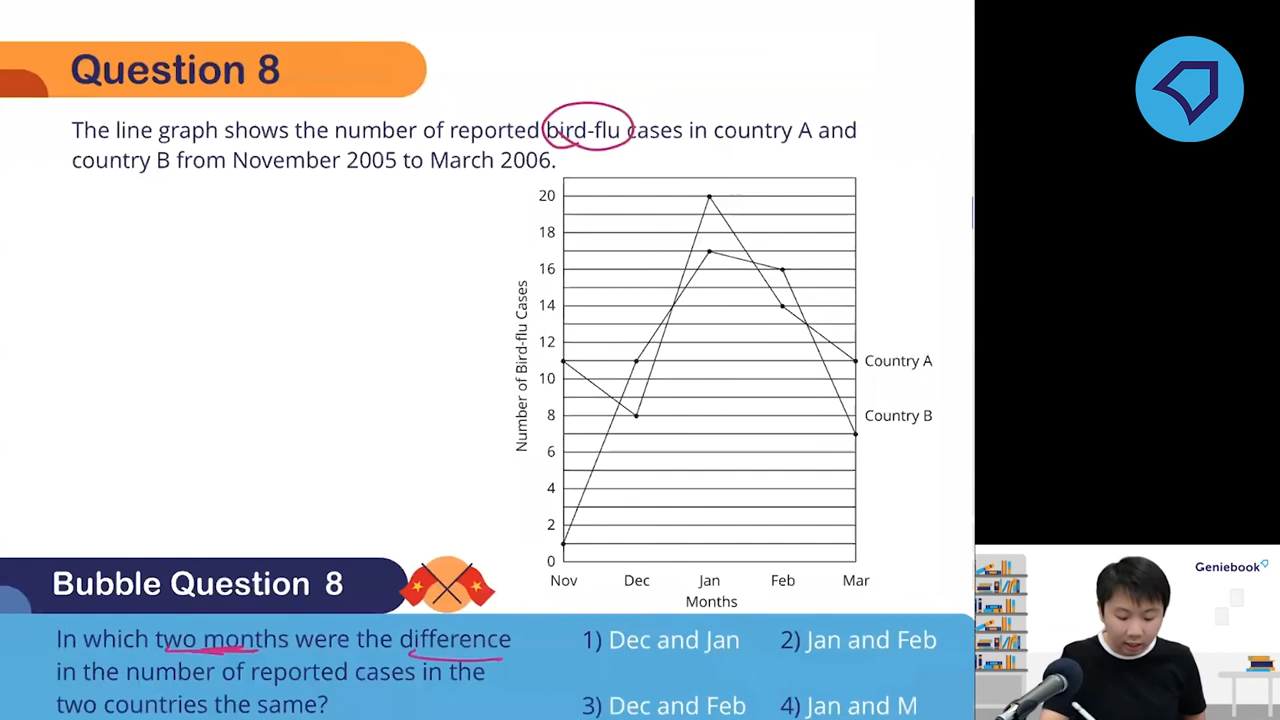 Question 8
The line graph shows the number of reported bird-flu cases in country A and
country B from November 2005 to March 2006.
Number of Bird-flu Cases
20
18
16
14
12
10
8
6
4
2
0
Country A
Country B
Nov Dec Jan Feb Mar
Months
Bubble Question 8
In which two months were the difference
in the number of reported cases in the
two countries the same?
1) Dec and Jan
2) Jan and Feb
3) Dec and Feb
4) Jan and M
Geniebook